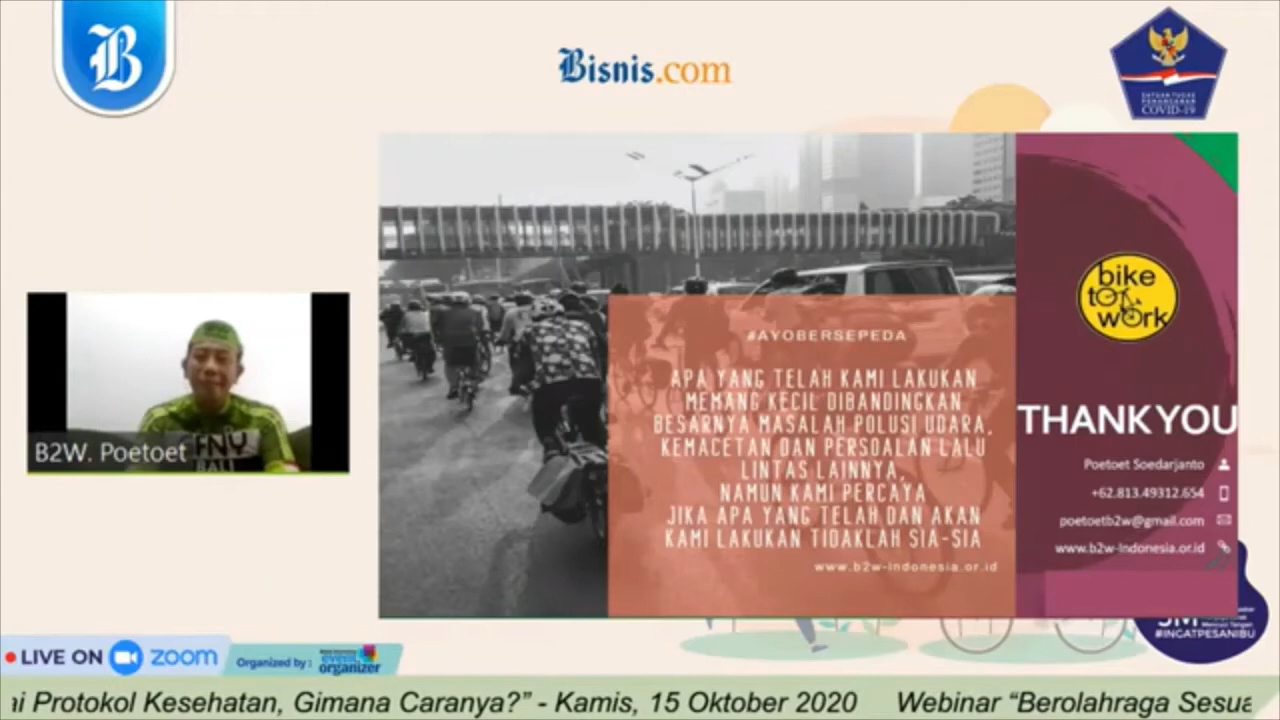 B
Bisnis.com
SATUAN TUGAS
PENANGANAN
COVID-19
#AYOBERSEPEDA
APA YANG TELAH KAMI LAKUKAN
MEMANG KECIL DIBANDINGKAN
BESARNYA MASALAH POLUSI UDARA,
KEMACETAN DAN PERSOALAN LALU
LINTAS LAINNYA,
NAMUN KAMI PERCAYA
JIKA APA YANG TELAH DAN AKAN
KAMI LAKUKAN TIDAKLAH SIA-SIA
www.b2w-indonesia.or.id
bike
to
work
THANK YOU
Poetoet Soedarjanto
+62.813.49312.654
poetoetb2w@gmail.com
www.b2w-indonesia.or.id
B2W. Poetoet
#INGATPESANIBU
LIVE ON zoom
Organized by :
organizer
ai Protokol Kesehatan, Gimana Caranya?” - Kamis, 15 Oktober 2020 Webinar “Berolahraga Sesua